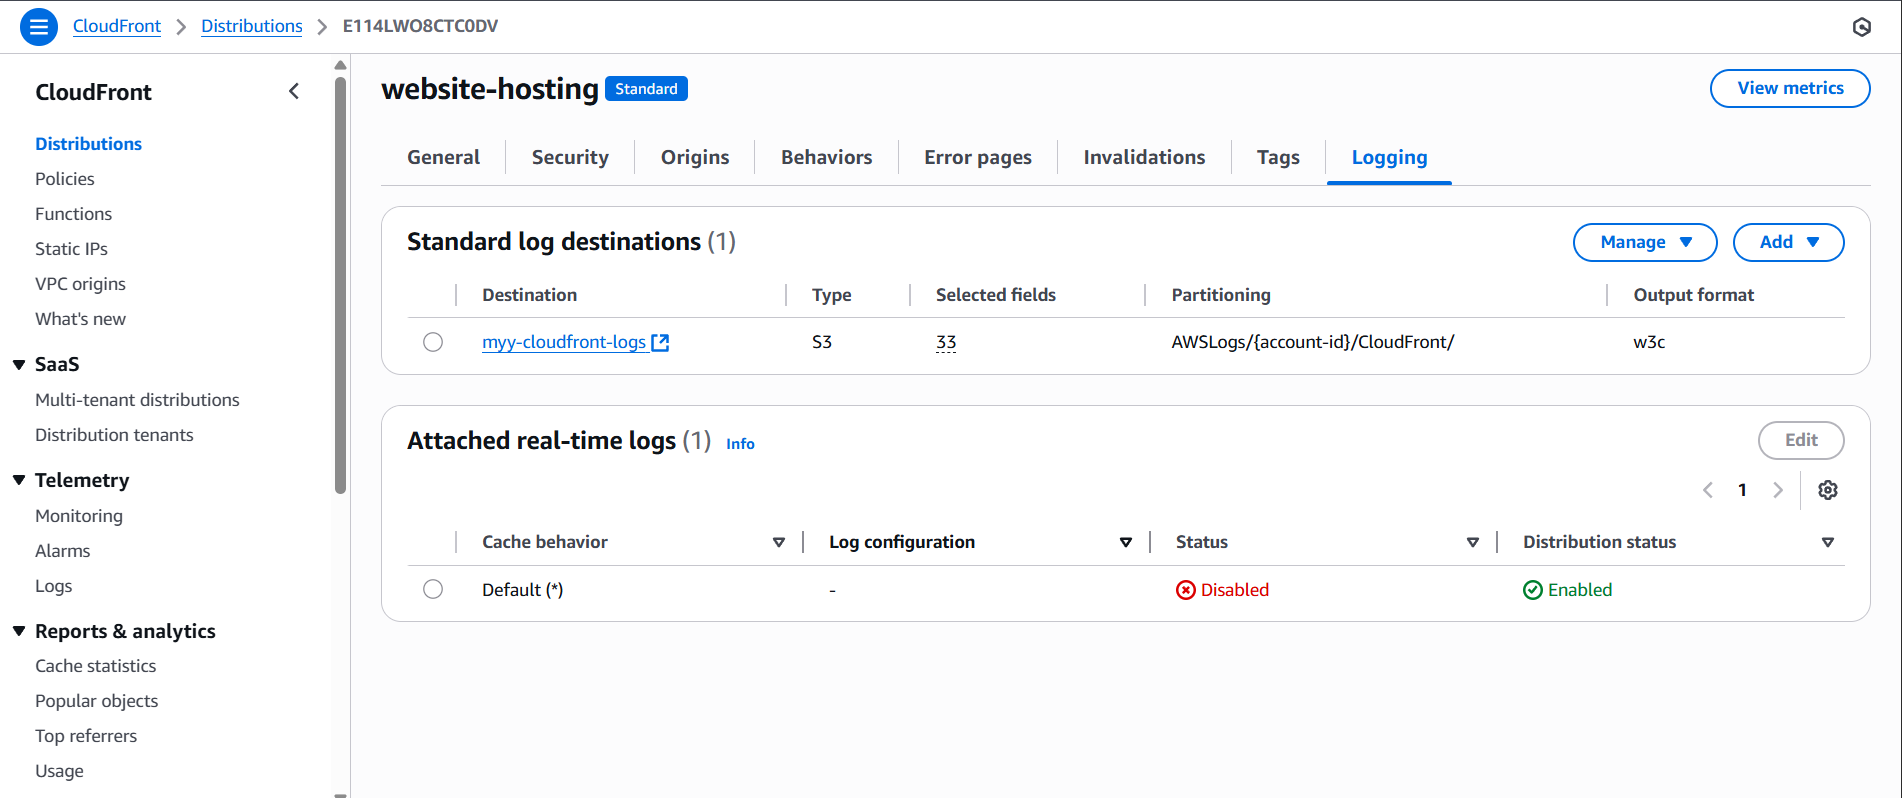 CloudFront > Distributions > E114LWO8CTC0DV
CloudFront
Distributions
Policies
Functions
Static IPs
VPC origins
What's new
SaaS
Multi-tenant distributions
Distribution tenants
Telemetry
Monitoring
Alarms
Logs
Reports & analytics
Cache statistics
Popular objects
Top referrers
Usage
website-hosting Standard
View metrics
General Security Origins Behaviors Error pages Invalidations Tags Logging
Standard log destinations (1)
Manage Add
Destination Type Selected fields Partitioning Output format
myy-cloudfront-logs S3 33 AWSLogs/{account-id}/CloudFront/ w3c
Attached real-time logs (1) Info
Edit
1
Cache behavior Log configuration Status Distribution status
Default (*) - Disabled Enabled